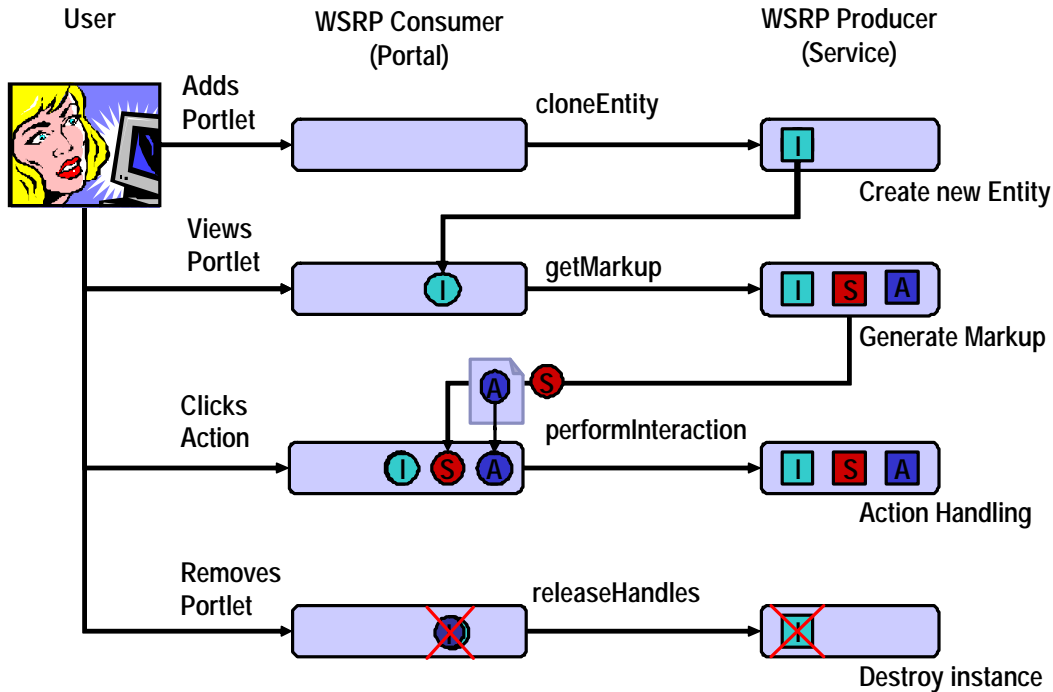 User
WSRP Consumer
(Portal)
WSRP Producer
(Service)
Adds
Portlet
cloneEntity
I
Create new Entity
Views
Portlet
I
getMarkup
I S A
Generate Markup
A S
Clicks
Action
I S A
performInteraction
I S A
Action Handling
Removes
Portlet
I
releaseHandles
I
Destroy instance